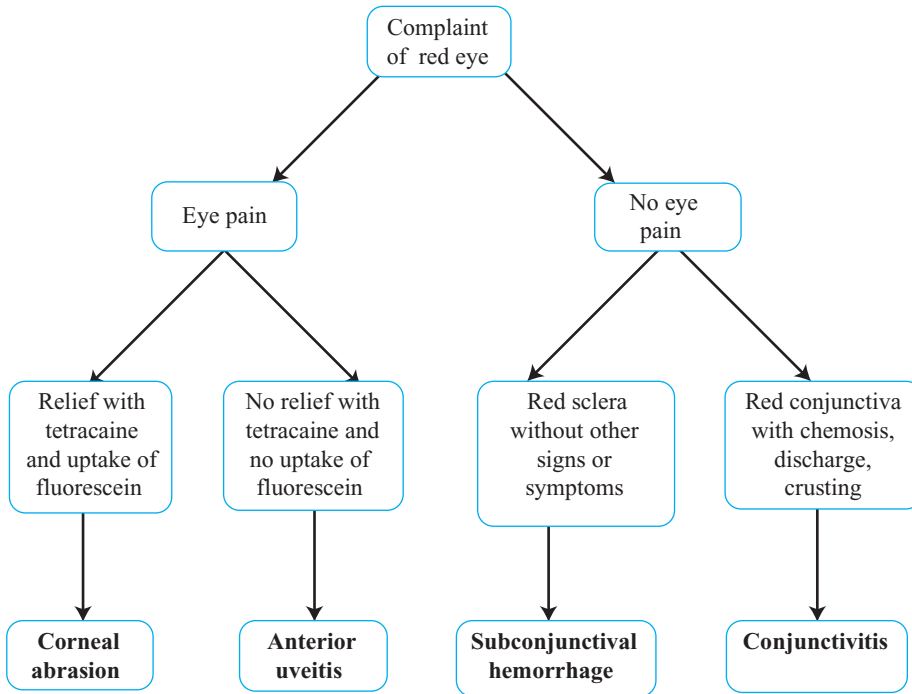 Complaint
of red eye
Eye pain
No eye
pain
Relief with
tetracaine
and uptake of
fluorescein
No relief with
tetracaine and
no uptake of
fluorescein
Red sclera
without other
signs or
symptoms
Red conjunctiva
with chemosis,
discharge,
crusting
Corneal
abrasion
Anterior
uveitis
Subconjunctival
hemorrhage
Conjunctivitis